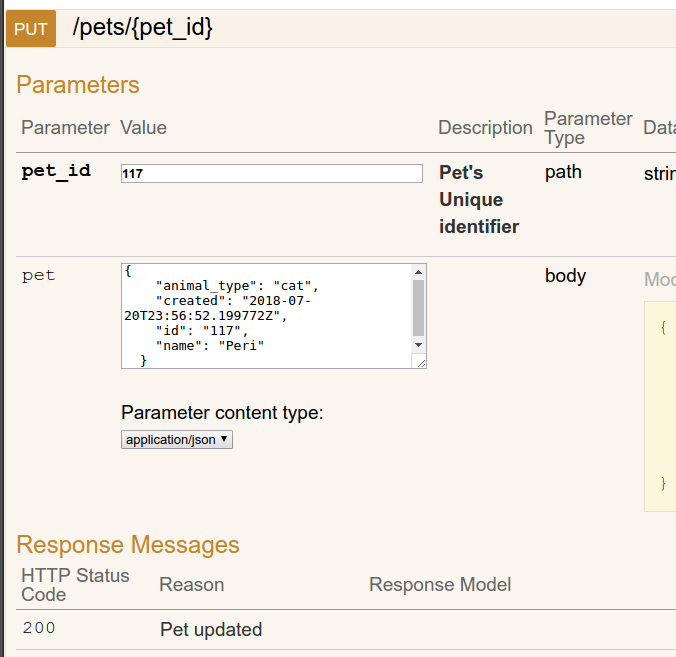 PUT /pets/{pet_id}
Parameters
Parameter Value Description Parameter Type Data
pet_id 117 Pet's Unique identifier path strin
pet
{
"animal_type": "cat",
"created": "2018-07-
20T23:56:52.199772Z",
"id": "117",
"name": "Peri"
}
body
Mod
{
}
Parameter content type:
application/json
Response Messages
HTTP Status Code Reason Response Model
200 Pet updated